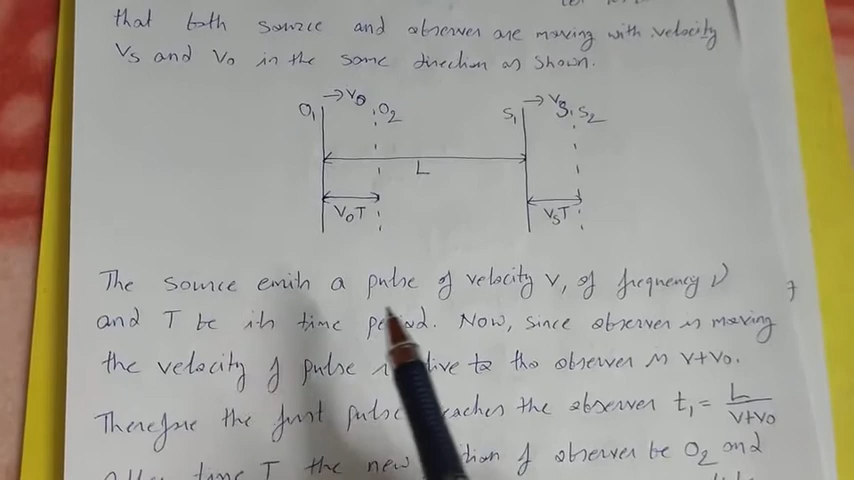 that both source and observer are moving with velocity
Vs and Vo in the same direction as shown.
O1 →Vo O2 S1 →Vs S2
L
VoT VsT
The source emits a pulse of velocity v, of frequency ν
and T be its time period. Now, since observer is moving
the velocity of pulse relative to the observer is v+vo.
Therefore the first pulse reaches the observer t1 = L/V+Vo
After time T the new position of observer be O2 and